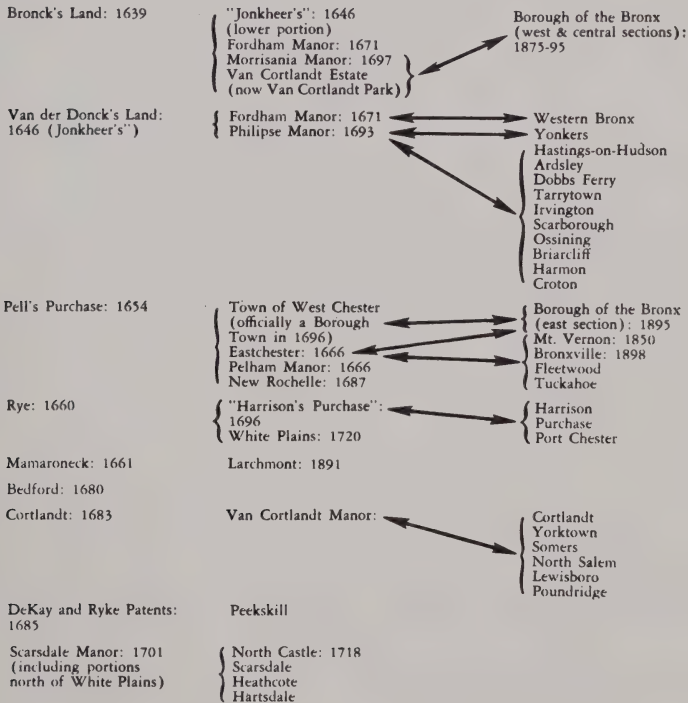 Bronck's Land: 1639
"Jonkheer's": 1646
(lower portion)
Fordham Manor: 1671
Morrisania Manor: 1697
Van Cortlandt Estate
(now Van Cortlandt Park)
Borough of the Bronx
(west & central sections):
1875-95
Van der Donck's Land:
1646 (Jonkheer's")
Fordham Manor: 1671
Philipse Manor: 1693
Western Bronx
Yonkers
Hastings-on-Hudson
Ardsley
Dobbs Ferry
Tarrytown
Irvington
Scarborough
Ossining
Briarcliff
Harmon
Croton
Pell's Purchase: 1654
Town of West Chester
(officially a Borough
Town in 1696)
Eastchester: 1666
Pelham Manor: 1666
New Rochelle: 1687
Borough of the Bronx
(east section): 1895
Mt. Vernon: 1850
Bronxville: 1898
Fleetwood
Tuckahoe
Rye: 1660
"Harrison's Purchase":
1696
White Plains: 1720
Harrison
Purchase
Port Chester
Mamaroneck: 1661
Larchmont: 1891
Bedford: 1680
Cortlandt: 1683
Van Cortlandt Manor:
Cortlandt
Yorktown
Somers
North Salem
Lewisboro
Poundridge
DeKay and Ryke Patents:
1685
Peekskill
Scarsdale Manor: 1701
(including portions
north of White Plains)
North Castle: 1718
Scarsdale
Heathcote
Hartsdale